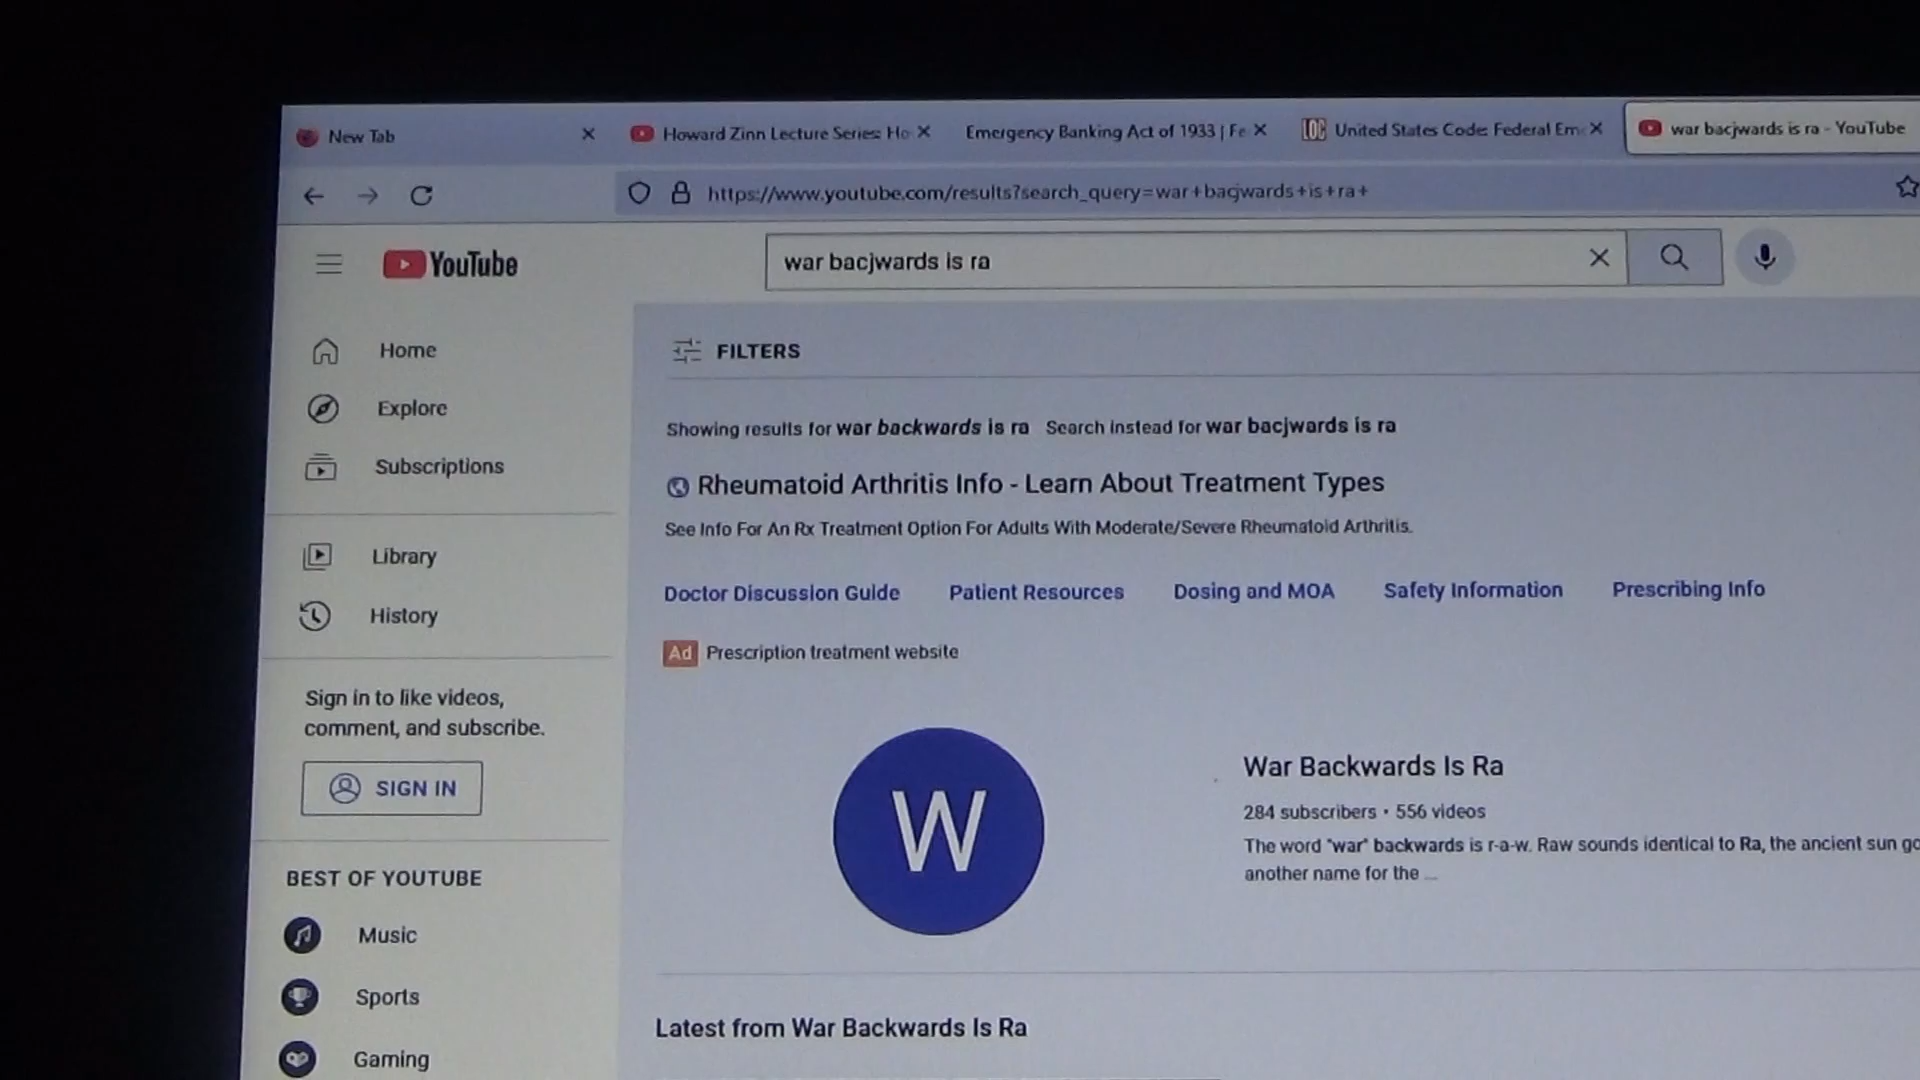 New Tab
Howard Zinn Lecture Series: Ho
Emergency Banking Act of 1933 | Fe
LOC United States Code: Federal Em
war bacjwards is ra - YouTube
https://www.youtube.com/results?search_query=war+bacjwards+is+ra+
YouTube
war bacjwards is ra
Home
Explore
Subscriptions
Library
History
Sign in to like videos,
comment, and subscribe.
SIGN IN
BEST OF YOUTUBE
Music
Sports
Gaming
FILTERS
Showing results for war backwards is ra Search instead for war bacjwards is ra
Rheumatoid Arthritis Info - Learn About Treatment Types
See Info For An Rx Treatment Option For Adults With Moderate/Severe Rheumatoid Arthritis.
Doctor Discussion Guide Patient Resources Dosing and MOA Safety Information Prescribing Info
Ad Prescription treatment website
W
War Backwards Is Ra
284 subscribers • 556 videos
The word "war" backwards is r-a-w. Raw sounds identical to Ra, the ancient sun go
another name for the ...
Latest from War Backwards Is Ra